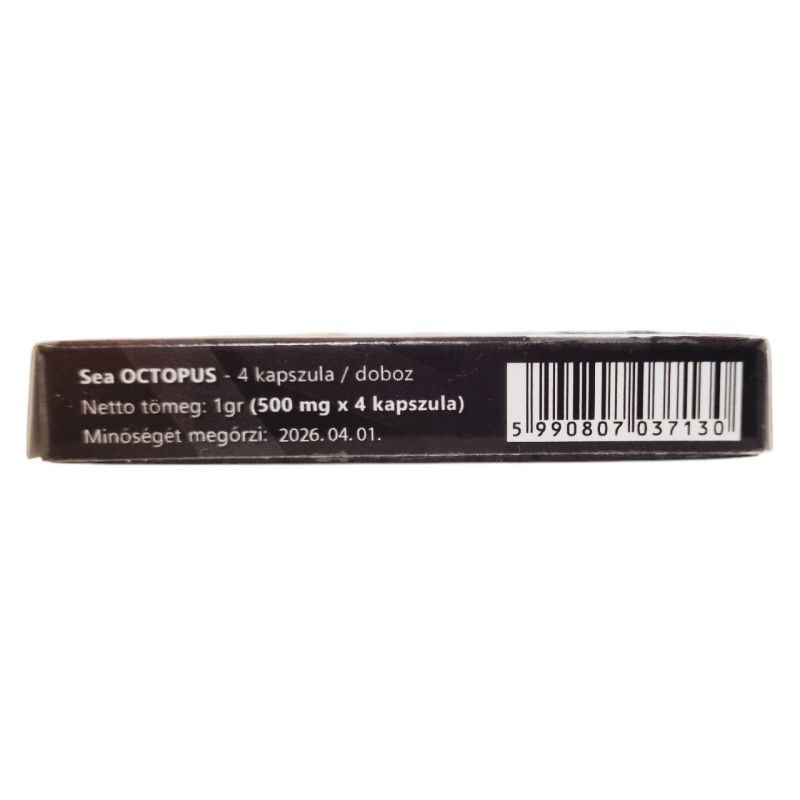 Sea OCTOPUS - 4 kapszula / doboz
Netto tömeg: 1gr (500 mg x 4 kapszula)
Minőségét megőrzi: 2026.04.01.
5 990807 037130